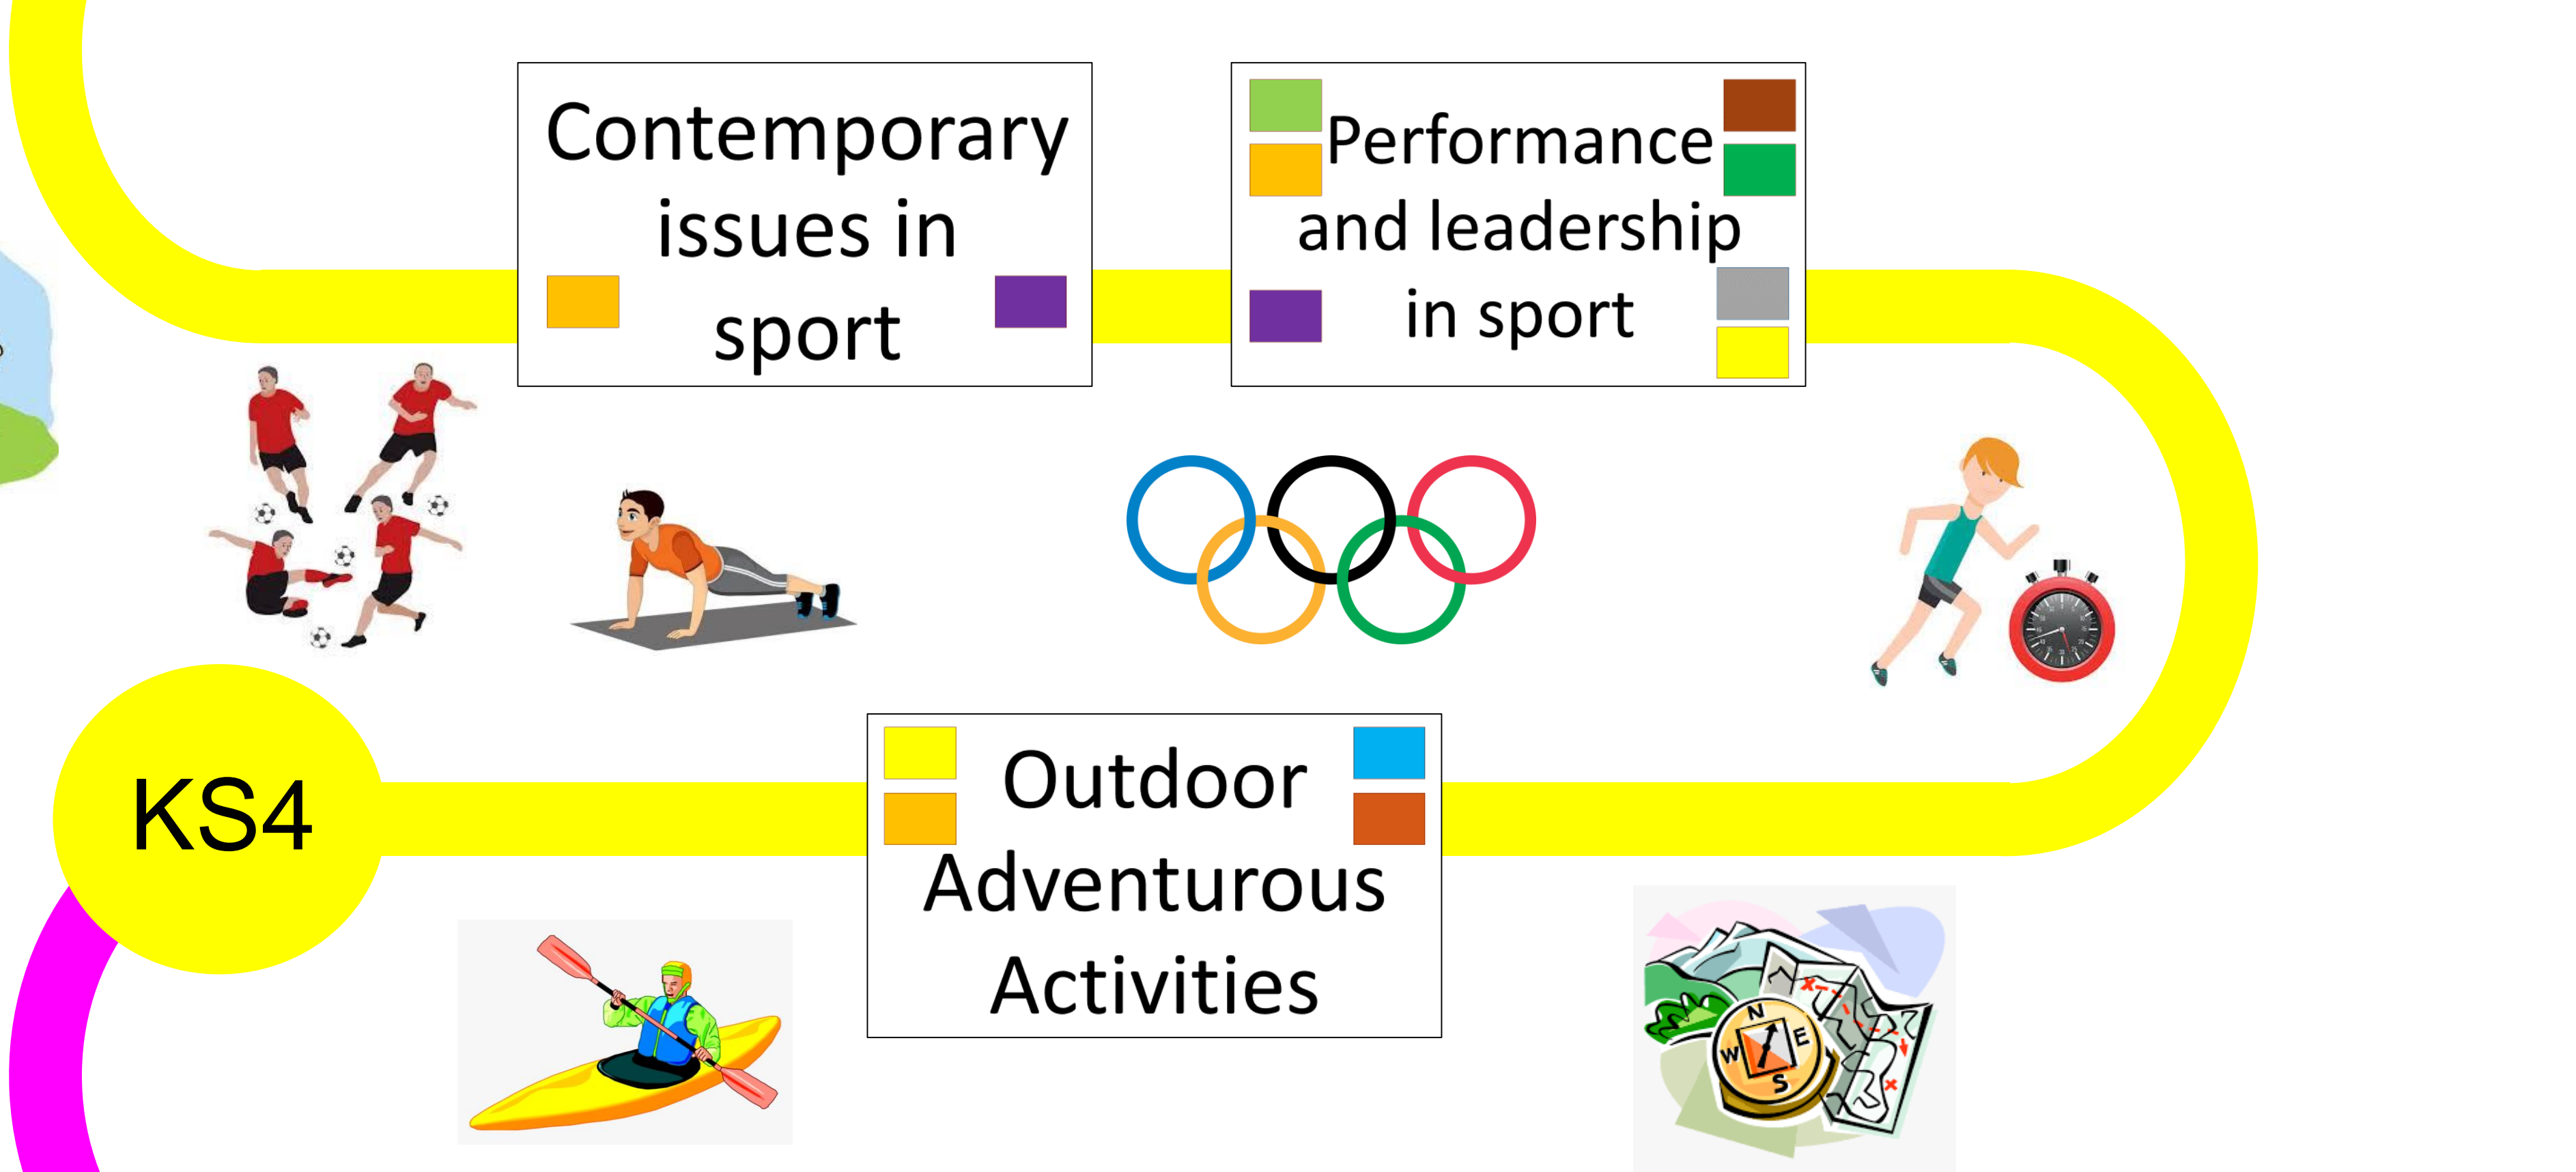 Contemporary
issues in
sport
Performance
and leadership
in sport
KS4
Outdoor
Adventurous
Activities
N
E
W
S